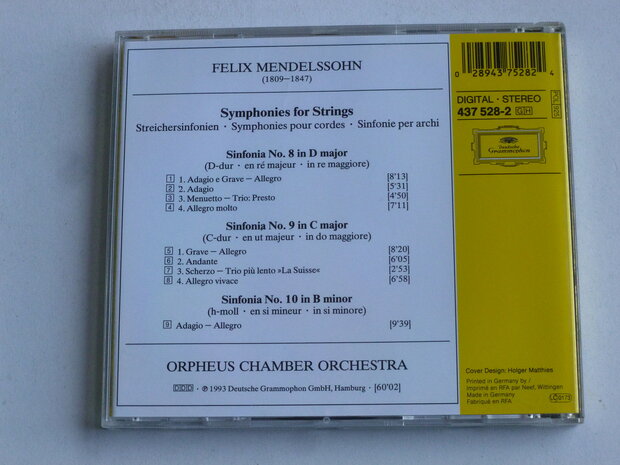 FELIX MENDELSSOHN
(1809–1847)
Symphonies for Strings
Streichersinfonien · Symphonies pour cordes · Sinfonie per archi
Sinfonia No. 8 in D major
(D-dur · en ré majeur · in re maggiore)
1 1. Adagio e Grave – Allegro [8'13]
2 2. Adagio [5'31]
3 3. Menuetto – Trio: Presto [4'50]
4 4. Allegro molto [7'11]
Sinfonia No. 9 in C major
(C-dur · en ut majeur · in do maggiore)
5 1. Grave – Allegro [8'20]
6 2. Andante [6'05]
7 3. Scherzo – Trio più lento »La Suisse« [2'53]
8 4. Allegro vivace [6'58]
Sinfonia No. 10 in B minor
(h-moll · en si mineur · in si minore)
9 Adagio – Allegro [9'39]
ORPHEUS CHAMBER ORCHESTRA
DDD · ℗ 1993 Deutsche Grammophon GmbH, Hamburg · [60'02]
0 28943 75282 4
DIGITAL · STEREO
437 528-2 GH
POL 925
Deutsche
Grammophon
Cover Design: Holger Matthies
Printed in Germany by /
Imprimé en RFA par Neef, Wittingen
Made in Germany
Fabriqué en RFA
LC 0173